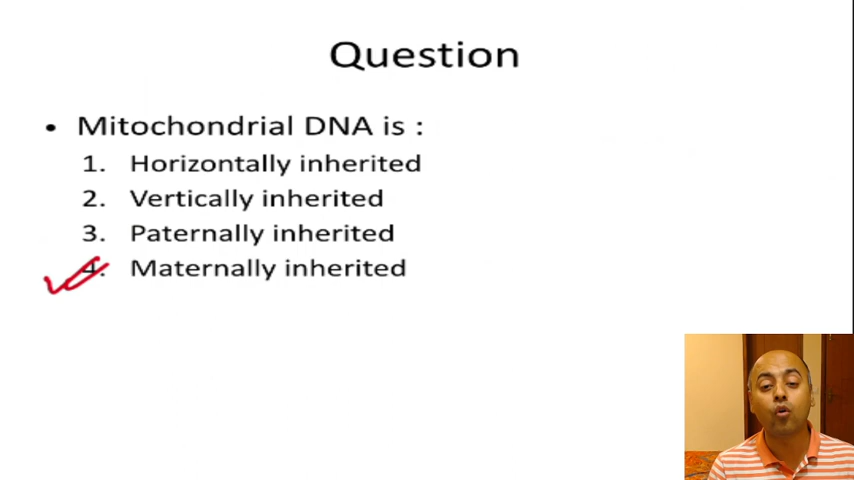 Question
• Mitochondrial DNA is :
1. Horizontally inherited
2. Vertically inherited
3. Paternally inherited
4. Maternally inherited